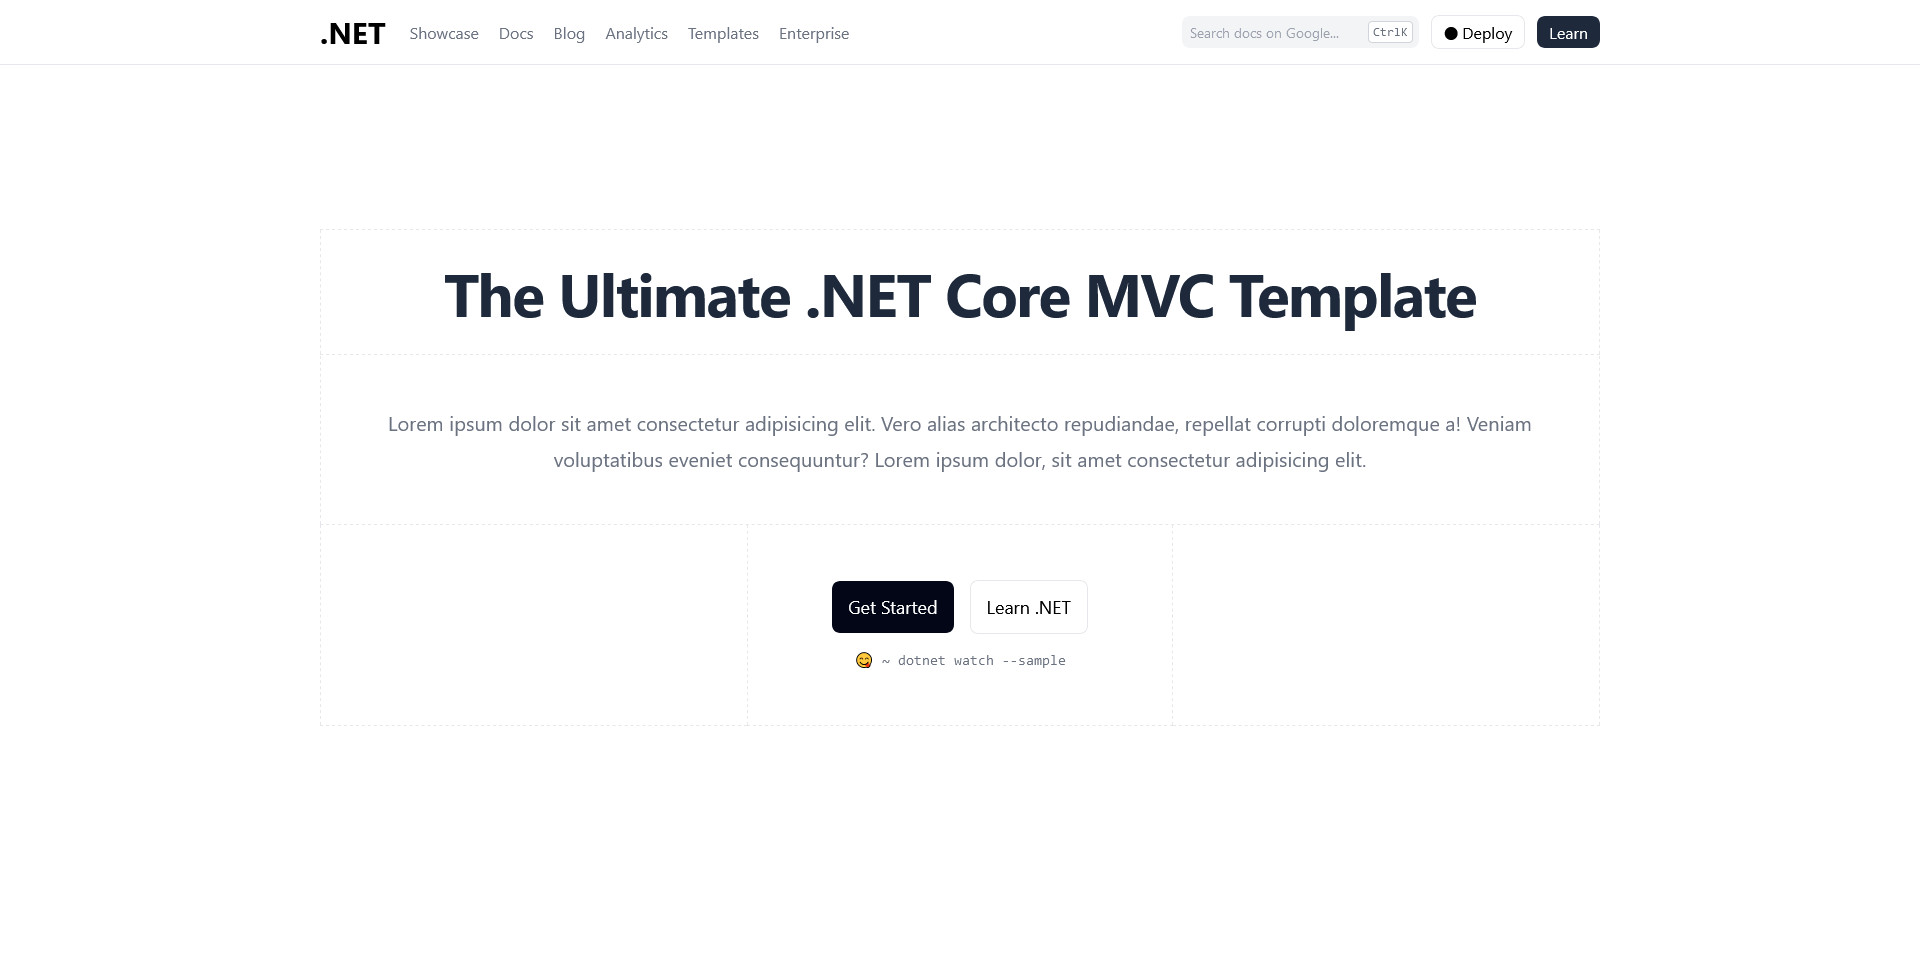 .NET Showcase Docs Blog Analytics Templates Enterprise Search docs on Google... CtrlK Deploy Learn
The Ultimate .NET Core MVC Template
Lorem ipsum dolor sit amet consectetur adipisicing elit. Vero alias architecto repudiandae, repellat corrupti doloremque a! Veniam
voluptatibus eveniet consequuntur? Lorem ipsum dolor, sit amet consectetur adipisicing elit.
Get Started Learn .NET
😋 ~ dotnet watch --sample